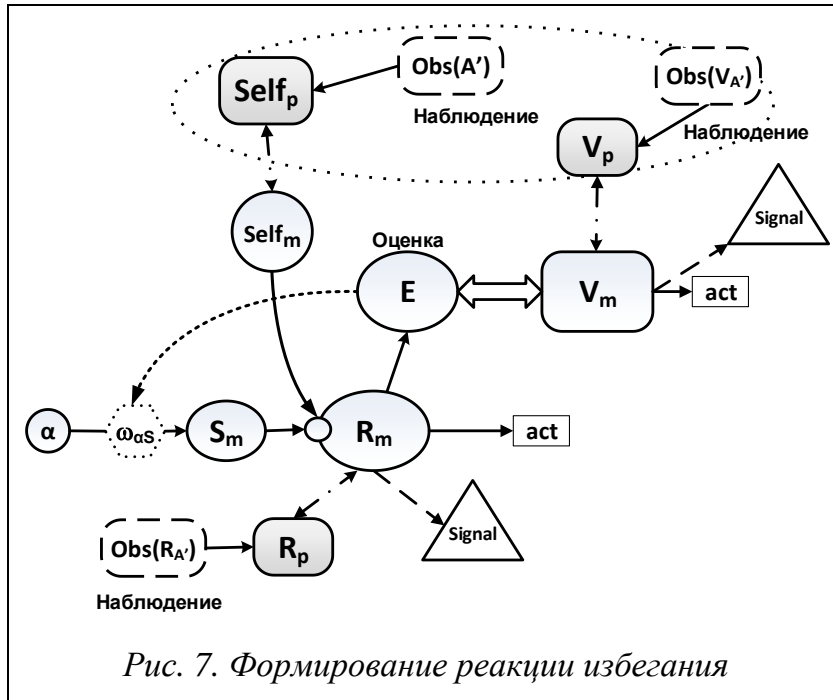 Obs(A’)
Obs(V_A’)
Self_p
Наблюдение
Наблюдение
V_p
Self_m
Оценка
Signal
E
V_m
act
α
ω_αS
S_m
R_m
act
Obs(R_A’)
R_p
Signal
Наблюдение
Рис. 7. Формирование реакции избегания